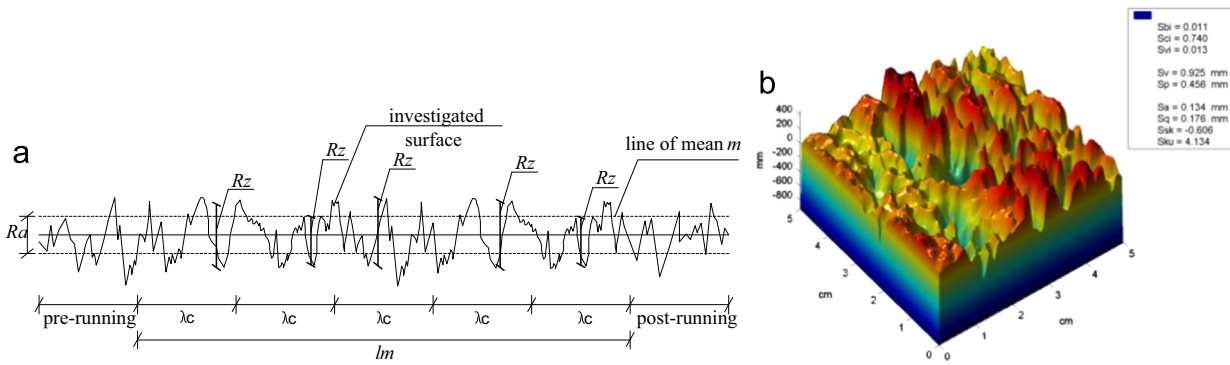 a
investigated
surface
Rz
Rz
Rz
Rz
Rz
line of mean m
Ra
pre-running
λc
λc
λc
λc
λc
post-running
lm
b
Sbi = 0.011
Sci = 0.740
Svi = 0.013
Sv = 0.925 mm
Sp = 0.456 mm
Sa = 0.134 mm
Sq = 0.176 mm
Ssk = -0.606
Sku = 4.134
400
200
0
-200
-400
-600
-800
mm
5
4
3
2
1
0
cm
0
1
2
3
4
5
cm